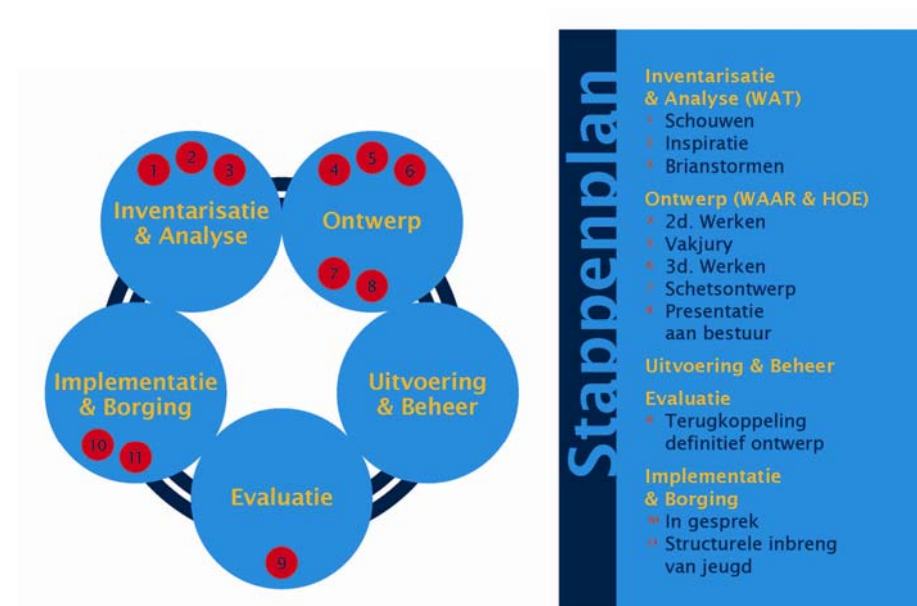 1 2 3
Inventarisatie
& Analyse
4 5 6
Ontwerp
7 8
Implementatie
& Borging
10 11
Uitvoering
& Beheer
Evaluatie
9
Stappenplan
Inventarisatie
& Analyse (WAT)
Schouwen
Inspiratie
Brianstormen
Ontwerp (WAAR & HOE)
2d. Werken
Vakjury
3d. Werken
Schetsontwerp
Presentatie
aan bestuur
Uitvoering & Beheer
Evaluatie
Terugkoppeling
definitief ontwerp
Implementatie
& Borging
In gesprek
Structurele inbreng
van jeugd